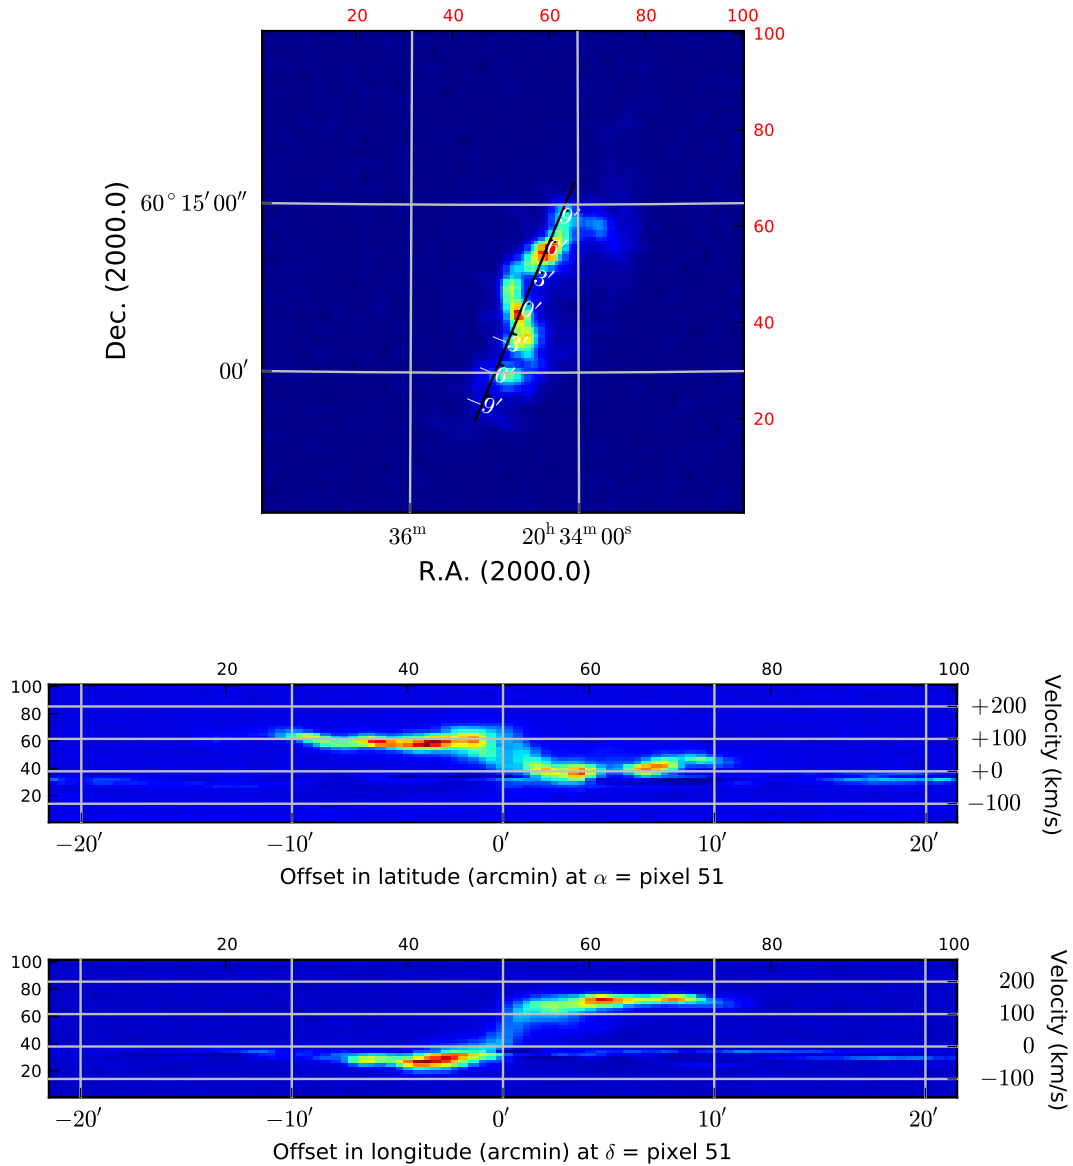 20 40 60 80 100
100
80
60
40
20
Dec. (2000.0)
60° 15′ 00″
00′
9′
6′
3′
0′
−3′
−6′
−9′
36ᵐ 20ʰ 34ᵐ 00ˢ
R.A. (2000.0)
20 40 60 80 100
100
80
60
40
20
+200
+100
+0
−100
Velocity (km/s)
−20′ −10′ 0′ 10′ 20′
Offset in latitude (arcmin) at α = pixel 51
20 40 60 80 100
100
80
60
40
20
200
100
0
−100
Velocity (km/s)
−20′ −10′ 0′ 10′ 20′
Offset in longitude (arcmin) at δ = pixel 51